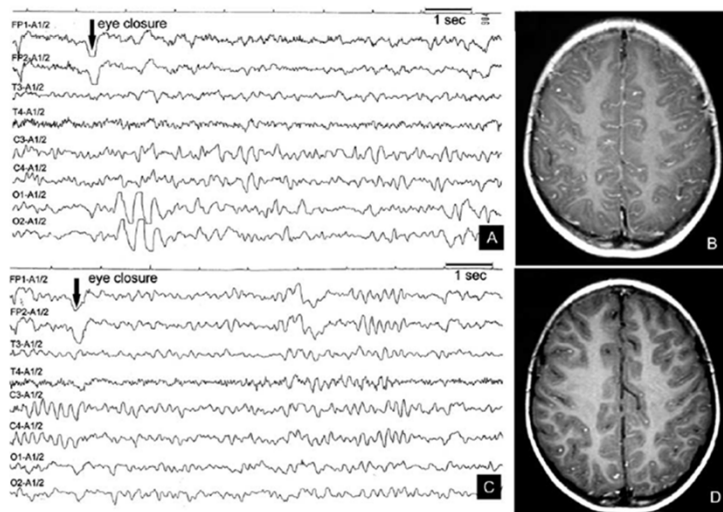 eye closure
1 sec
FP1-A1/2
FP2-A1/2
T3-A1/2
T4-A1/2
C3-A1/2
C4-A1/2
O1-A1/2
O2-A1/2
A
B
eye closure
1 sec
FP1-A1/2
FP2-A1/2
T3-A1/2
T4-A1/2
C3-A1/2
C4-A1/2
O1-A1/2
O2-A1/2
C
D